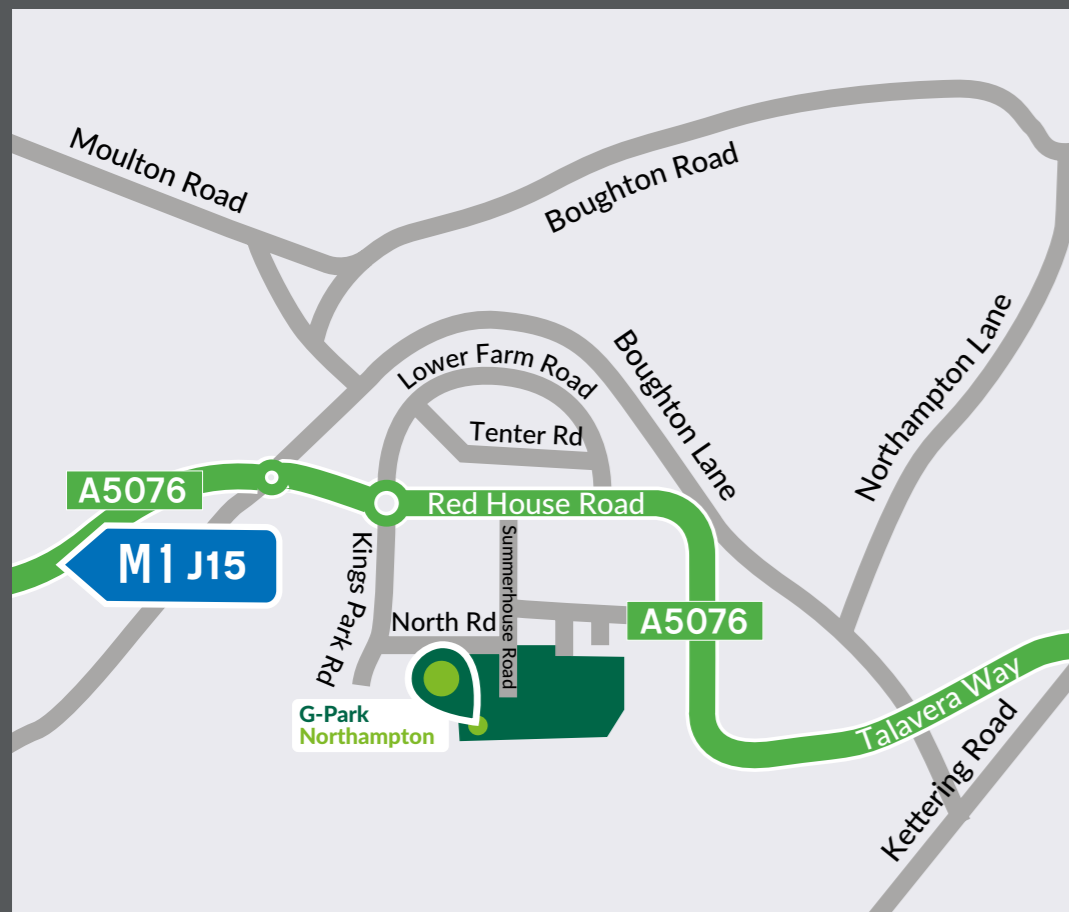 Moulton Road
Boughton Road
Northampton Lane
Boughton Lane
Lower Farm Road
Tenter Rd
A5076
Red House Road
M1 J15
Kings Park Rd
Summerhouse Road
North Rd
A5076
G-Park
Northampton
Talavera Way
Kettering Road